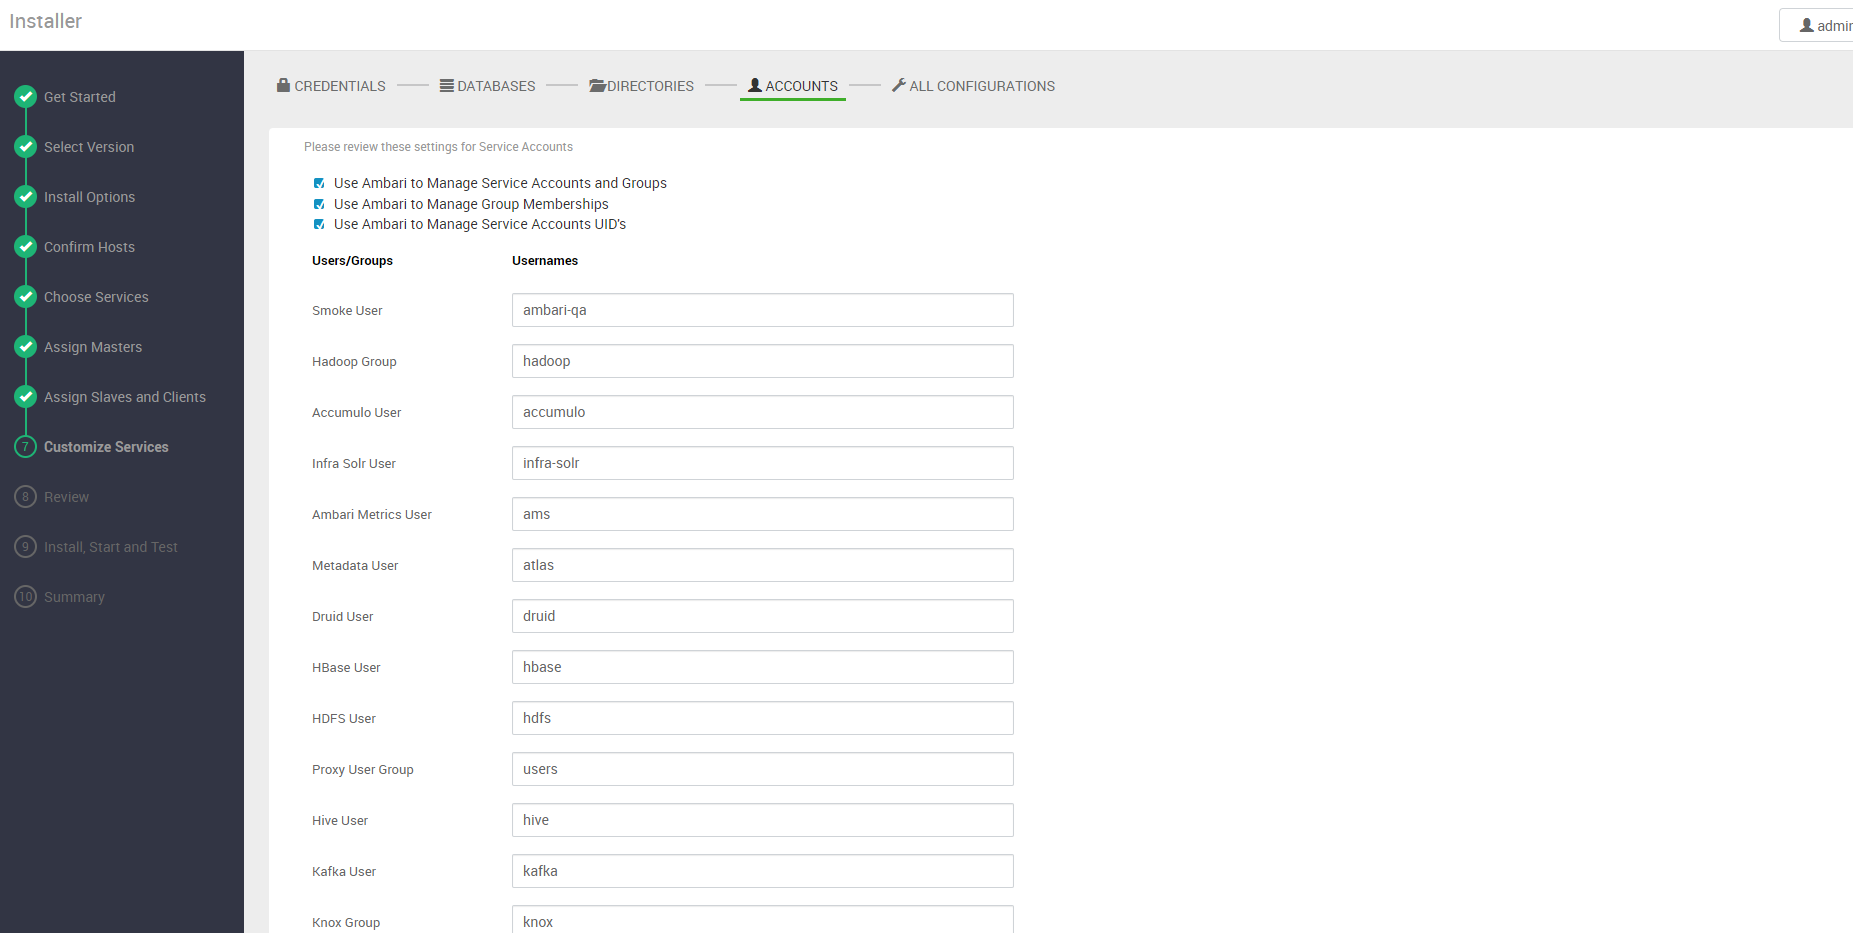 Installer
admin
Get Started
Select Version
Install Options
Confirm Hosts
Choose Services
Assign Masters
Assign Slaves and Clients
7 Customize Services
8 Review
9 Install, Start and Test
10 Summary
CREDENTIALS DATABASES DIRECTORIES ACCOUNTS ALL CONFIGURATIONS
Please review these settings for Service Accounts
Use Ambari to Manage Service Accounts and Groups
Use Ambari to Manage Group Memberships
Use Ambari to Manage Service Accounts UID's
Users/Groups Usernames
Smoke User ambari-qa
Hadoop Group hadoop
Accumulo User accumulo
Infra Solr User infra-solr
Ambari Metrics User ams
Metadata User atlas
Druid User druid
HBase User hbase
HDFS User hdfs
Proxy User Group users
Hive User hive
Kafka User kafka
Knox Group knox